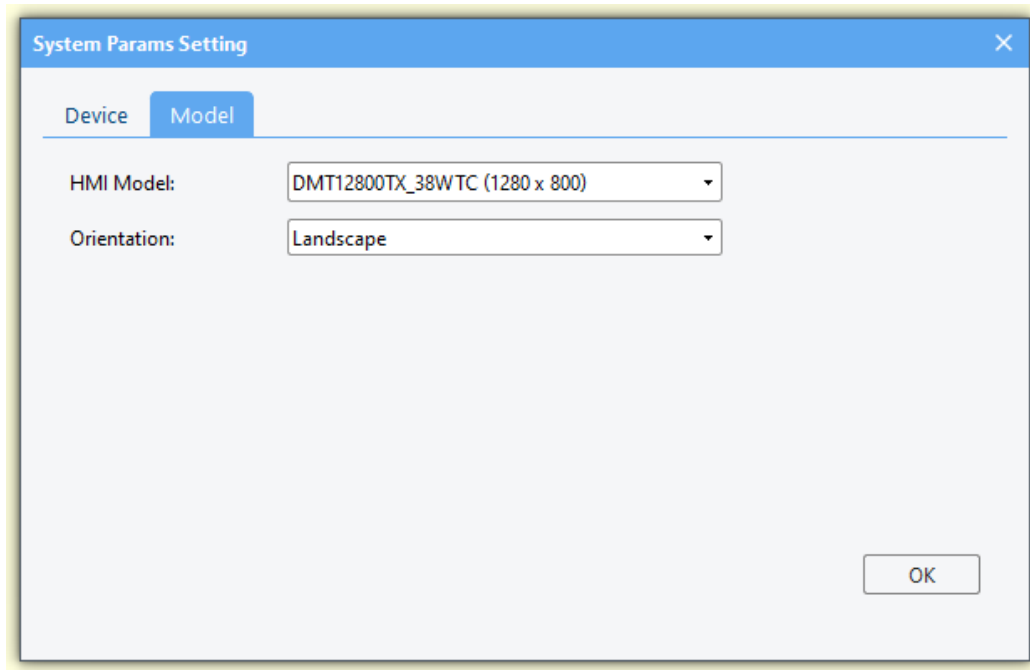 System Params Setting
Device Model
HMI Model: DMT12800TX_38WTC (1280 x 800)
Orientation: Landscape
OK